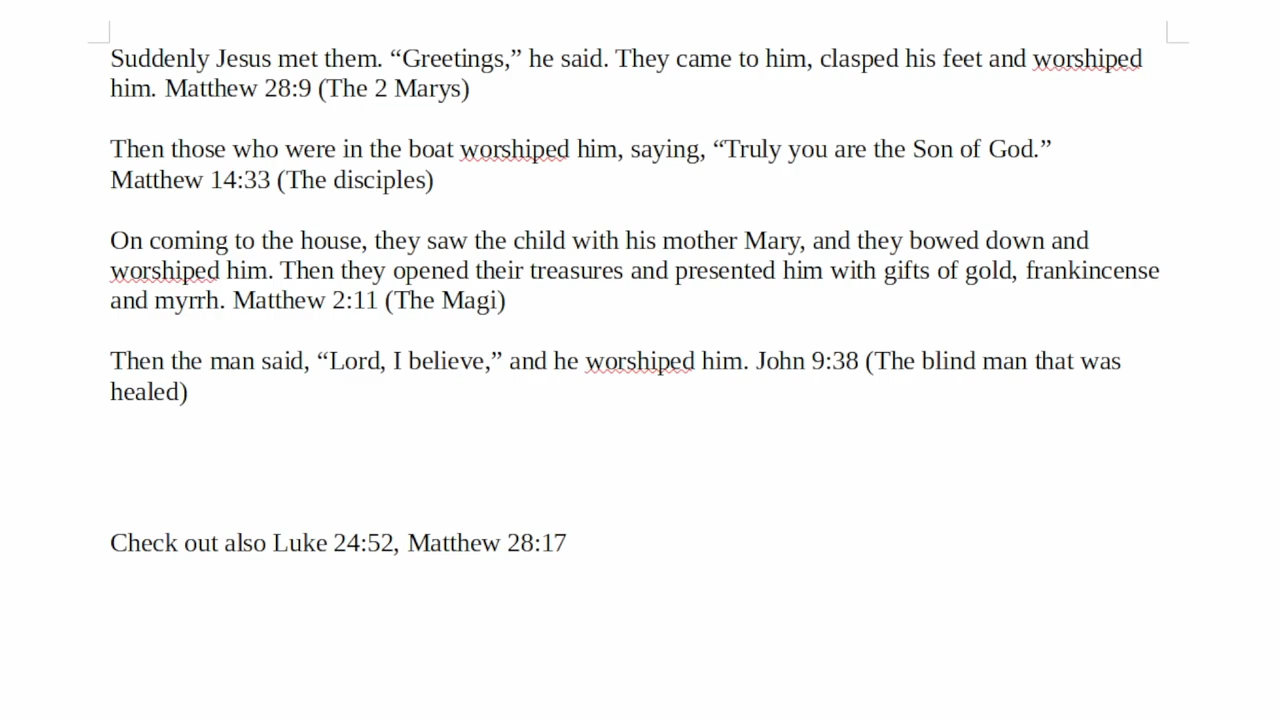 Suddenly Jesus met them. “Greetings,” he said. They came to him, clasped his feet and worshiped
him. Matthew 28:9 (The 2 Marys)
Then those who were in the boat worshiped him, saying, “Truly you are the Son of God.”
Matthew 14:33 (The disciples)
On coming to the house, they saw the child with his mother Mary, and they bowed down and
worshiped him. Then they opened their treasures and presented him with gifts of gold, frankincense
and myrrh. Matthew 2:11 (The Magi)
Then the man said, “Lord, I believe,” and he worshiped him. John 9:38 (The blind man that was
healed)
Check out also Luke 24:52, Matthew 28:17